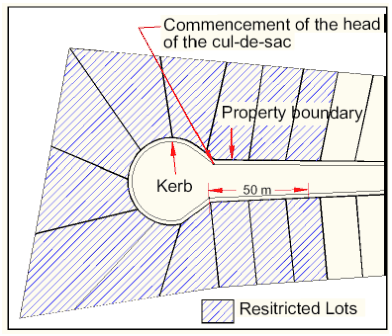 Commencement of the head
of the cul-de-sac
Property boundary
Kerb
50 m
Resitricted Lots